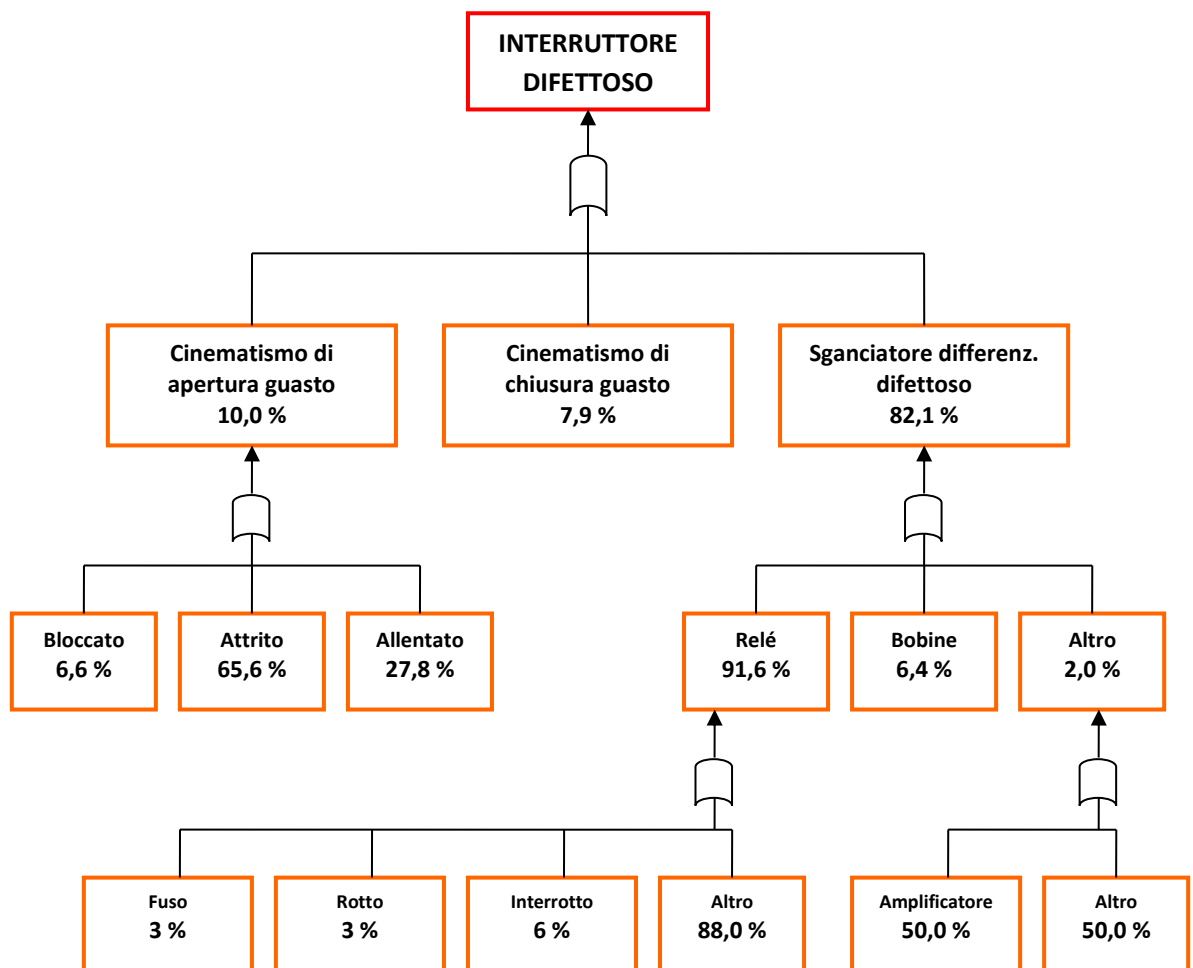 INTERRUTTORE
DIFETTOSO
Cinematismo di
apertura guasto
10,0 %
Cinematismo di
chiusura guasto
7,9 %
Sganciatore differenz.
difettoso
82,1 %
Bloccato
6,6 %
Attrito
65,6 %
Allentato
27,8 %
Relé
91,6 %
Bobine
6,4 %
Altro
2,0 %
Fuso
3 %
Rotto
3 %
Interrotto
6 %
Altro
88,0 %
Amplificatore
50,0 %
Altro
50,0 %